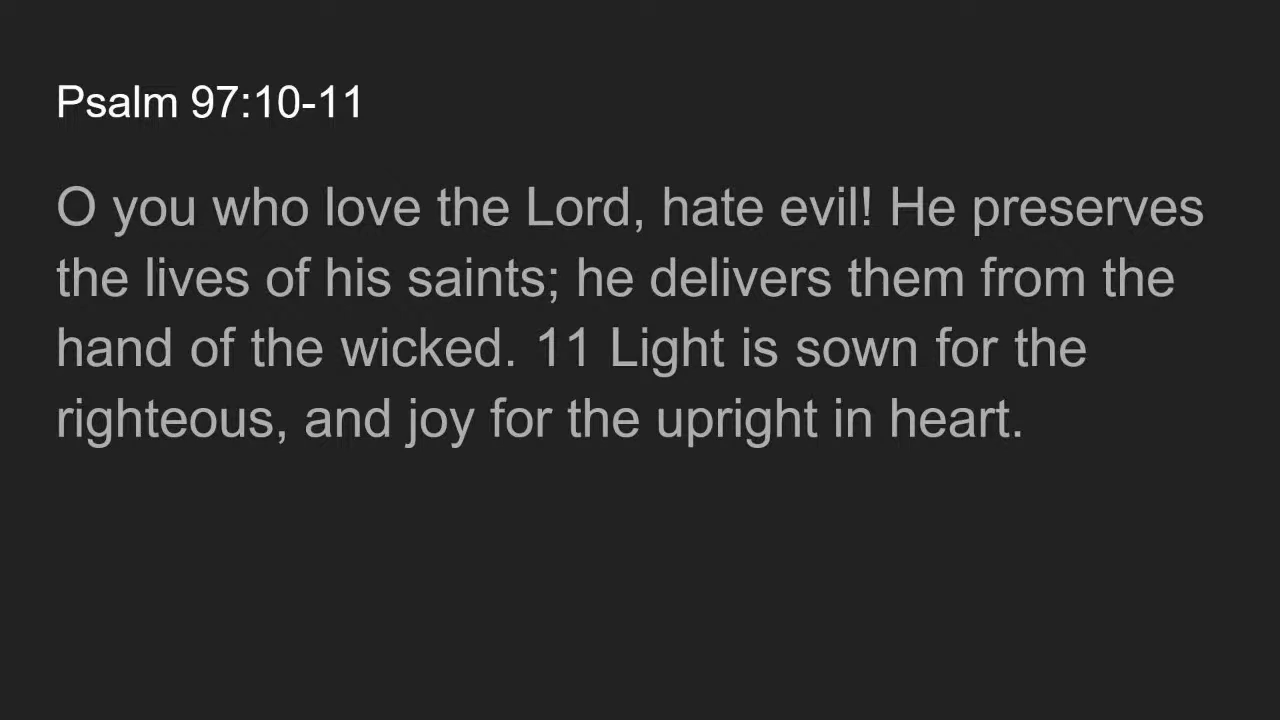 Psalm 97:10-11
O you who love the Lord, hate evil! He preserves
the lives of his saints; he delivers them from the
hand of the wicked. 11 Light is sown for the
righteous, and joy for the upright in heart.